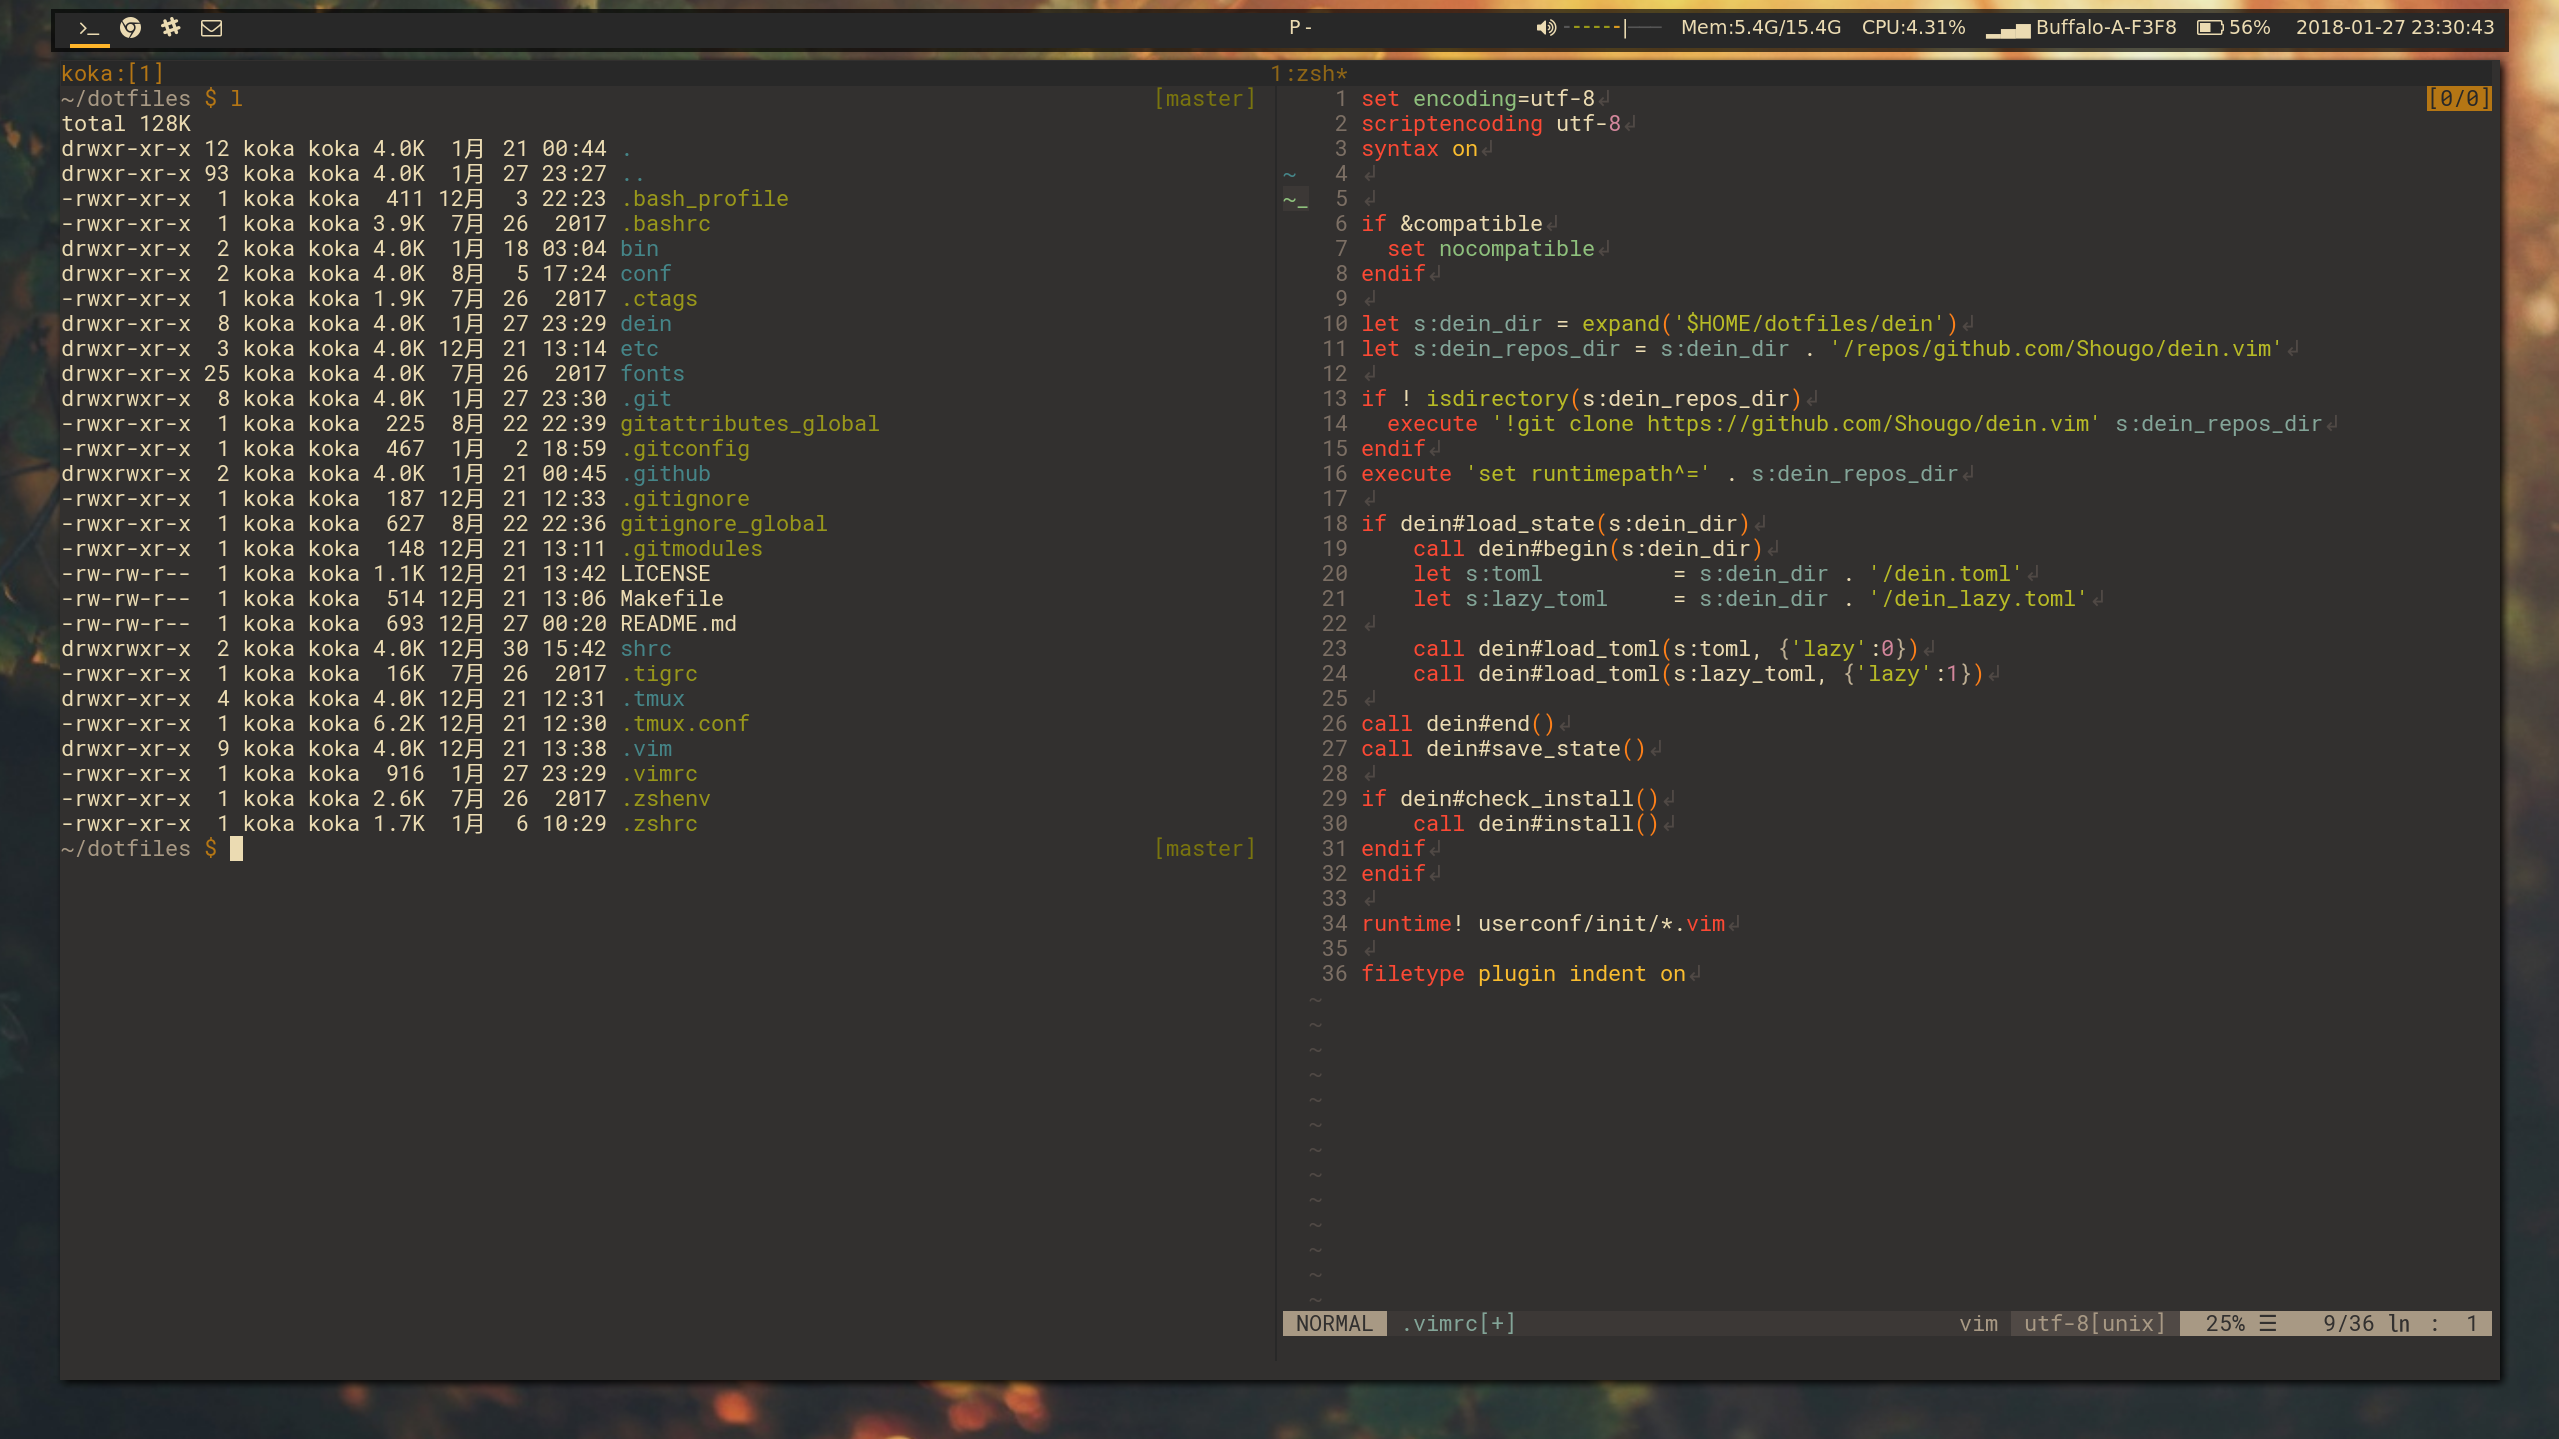 P -
Mem:5.4G/15.4G CPU:4.31% Buffalo-A-F3F8 56% 2018-01-27 23:30:43
koka:[1] 1:zsh*
~/dotfiles $ l [master]
total 128K
drwxr-xr-x 12 koka koka 4.0K  1月 21 00:44 .
drwxr-xr-x 93 koka koka 4.0K  1月 27 23:27 ..
-rwxr-xr-x  1 koka koka  411 12月  3 22:23 .bash_profile
-rwxr-xr-x  1 koka koka 3.9K  7月 26  2017 .bashrc
drwxr-xr-x  2 koka koka 4.0K  1月 18 03:04 bin
drwxr-xr-x  2 koka koka 4.0K  8月  5 17:24 conf
-rwxr-xr-x  1 koka koka 1.9K  7月 26  2017 .ctags
drwxr-xr-x  8 koka koka 4.0K  1月 27 23:29 dein
drwxr-xr-x  3 koka koka 4.0K 12月 21 13:14 etc
drwxr-xr-x 25 koka koka 4.0K  7月 26  2017 fonts
drwxrwxr-x  8 koka koka 4.0K  1月 27 23:30 .git
-rwxr-xr-x  1 koka koka  225  8月 22 22:39 gitattributes_global
-rwxr-xr-x  1 koka koka  467  1月  2 18:59 .gitconfig
drwxrwxr-x  2 koka koka 4.0K  1月 21 00:45 .github
-rwxr-xr-x  1 koka koka  187 12月 21 12:33 .gitignore
-rwxr-xr-x  1 koka koka  627  8月 22 22:36 gitignore_global
-rwxr-xr-x  1 koka koka  148 12月 21 13:11 .gitmodules
-rw-rw-r--  1 koka koka 1.1K 12月 21 13:42 LICENSE
-rw-rw-r--  1 koka koka  514 12月 21 13:06 Makefile
-rw-rw-r--  1 koka koka  693 12月 27 00:20 README.md
drwxrwxr-x  2 koka koka 4.0K 12月 30 15:42 shrc
-rwxr-xr-x  1 koka koka  16K  7月 26  2017 .tigrc
drwxr-xr-x  4 koka koka 4.0K 12月 21 12:31 .tmux
-rwxr-xr-x  1 koka koka 6.2K 12月 21 12:30 .tmux.conf
drwxr-xr-x  9 koka koka 4.0K 12月 21 13:38 .vim
-rwxr-xr-x  1 koka koka  916  1月 27 23:29 .vimrc
-rwxr-xr-x  1 koka koka 2.6K  7月 26  2017 .zshenv
-rwxr-xr-x  1 koka koka 1.7K  1月  6 10:29 .zshrc
~/dotfiles $ [master]
1 set encoding=utf-8↲ [0/0]
2 scriptencoding utf-8↲
3 syntax on↲
~ 4 ↲
~_ 5 ↲
6 if &compatible↲
7   set nocompatible↲
8 endif↲
9 ↲
10 let s:dein_dir = expand('$HOME/dotfiles/dein')↲
11 let s:dein_repos_dir = s:dein_dir . '/repos/github.com/Shougo/dein.vim'↲
12 ↲
13 if ! isdirectory(s:dein_repos_dir)↲
14   execute '!git clone https://github.com/Shougo/dein.vim' s:dein_repos_dir↲
15 endif↲
16 execute 'set runtimepath^=' . s:dein_repos_dir↲
17 ↲
18 if dein#load_state(s:dein_dir)↲
19     call dein#begin(s:dein_dir)↲
20     let s:toml          = s:dein_dir . '/dein.toml'↲
21     let s:lazy_toml     = s:dein_dir . '/dein_lazy.toml'↲
22 ↲
23     call dein#load_toml(s:toml, {'lazy':0})↲
24     call dein#load_toml(s:lazy_toml, {'lazy':1})↲
25 ↲
26 call dein#end()↲
27 call dein#save_state()↲
28 ↲
29 if dein#check_install()↲
30     call dein#install()↲
31 endif↲
32 endif↲
33 ↲
34 runtime! userconf/init/*.vim↲
35 ↲
36 filetype plugin indent on↲
~
~
~
~
~
~
~
~
~
~
~
~
~
NORMAL .vimrc[+] vim utf-8[unix] 25% ☰ 9/36 ln : 1